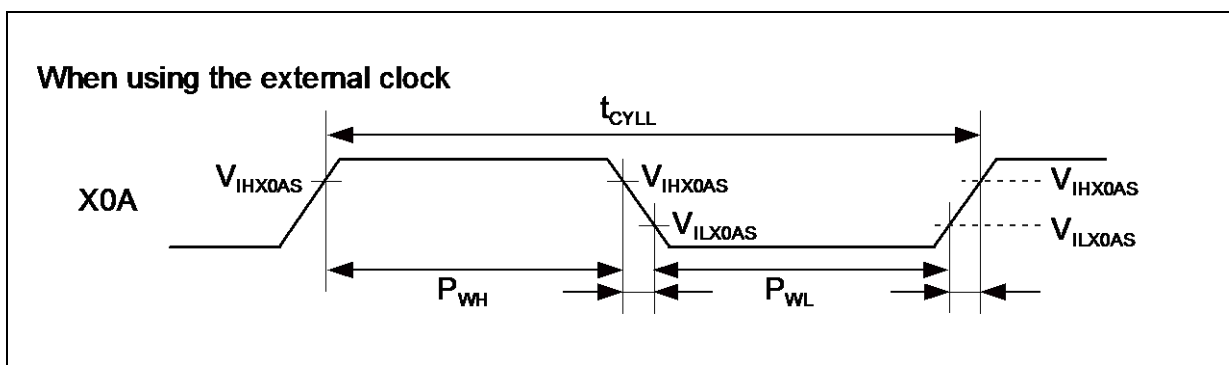 When using the external clock
tCYLL
VIHX0AS VIHX0AS VIHX0AS
X0A
VILX0AS VILX0AS
PWH PWL